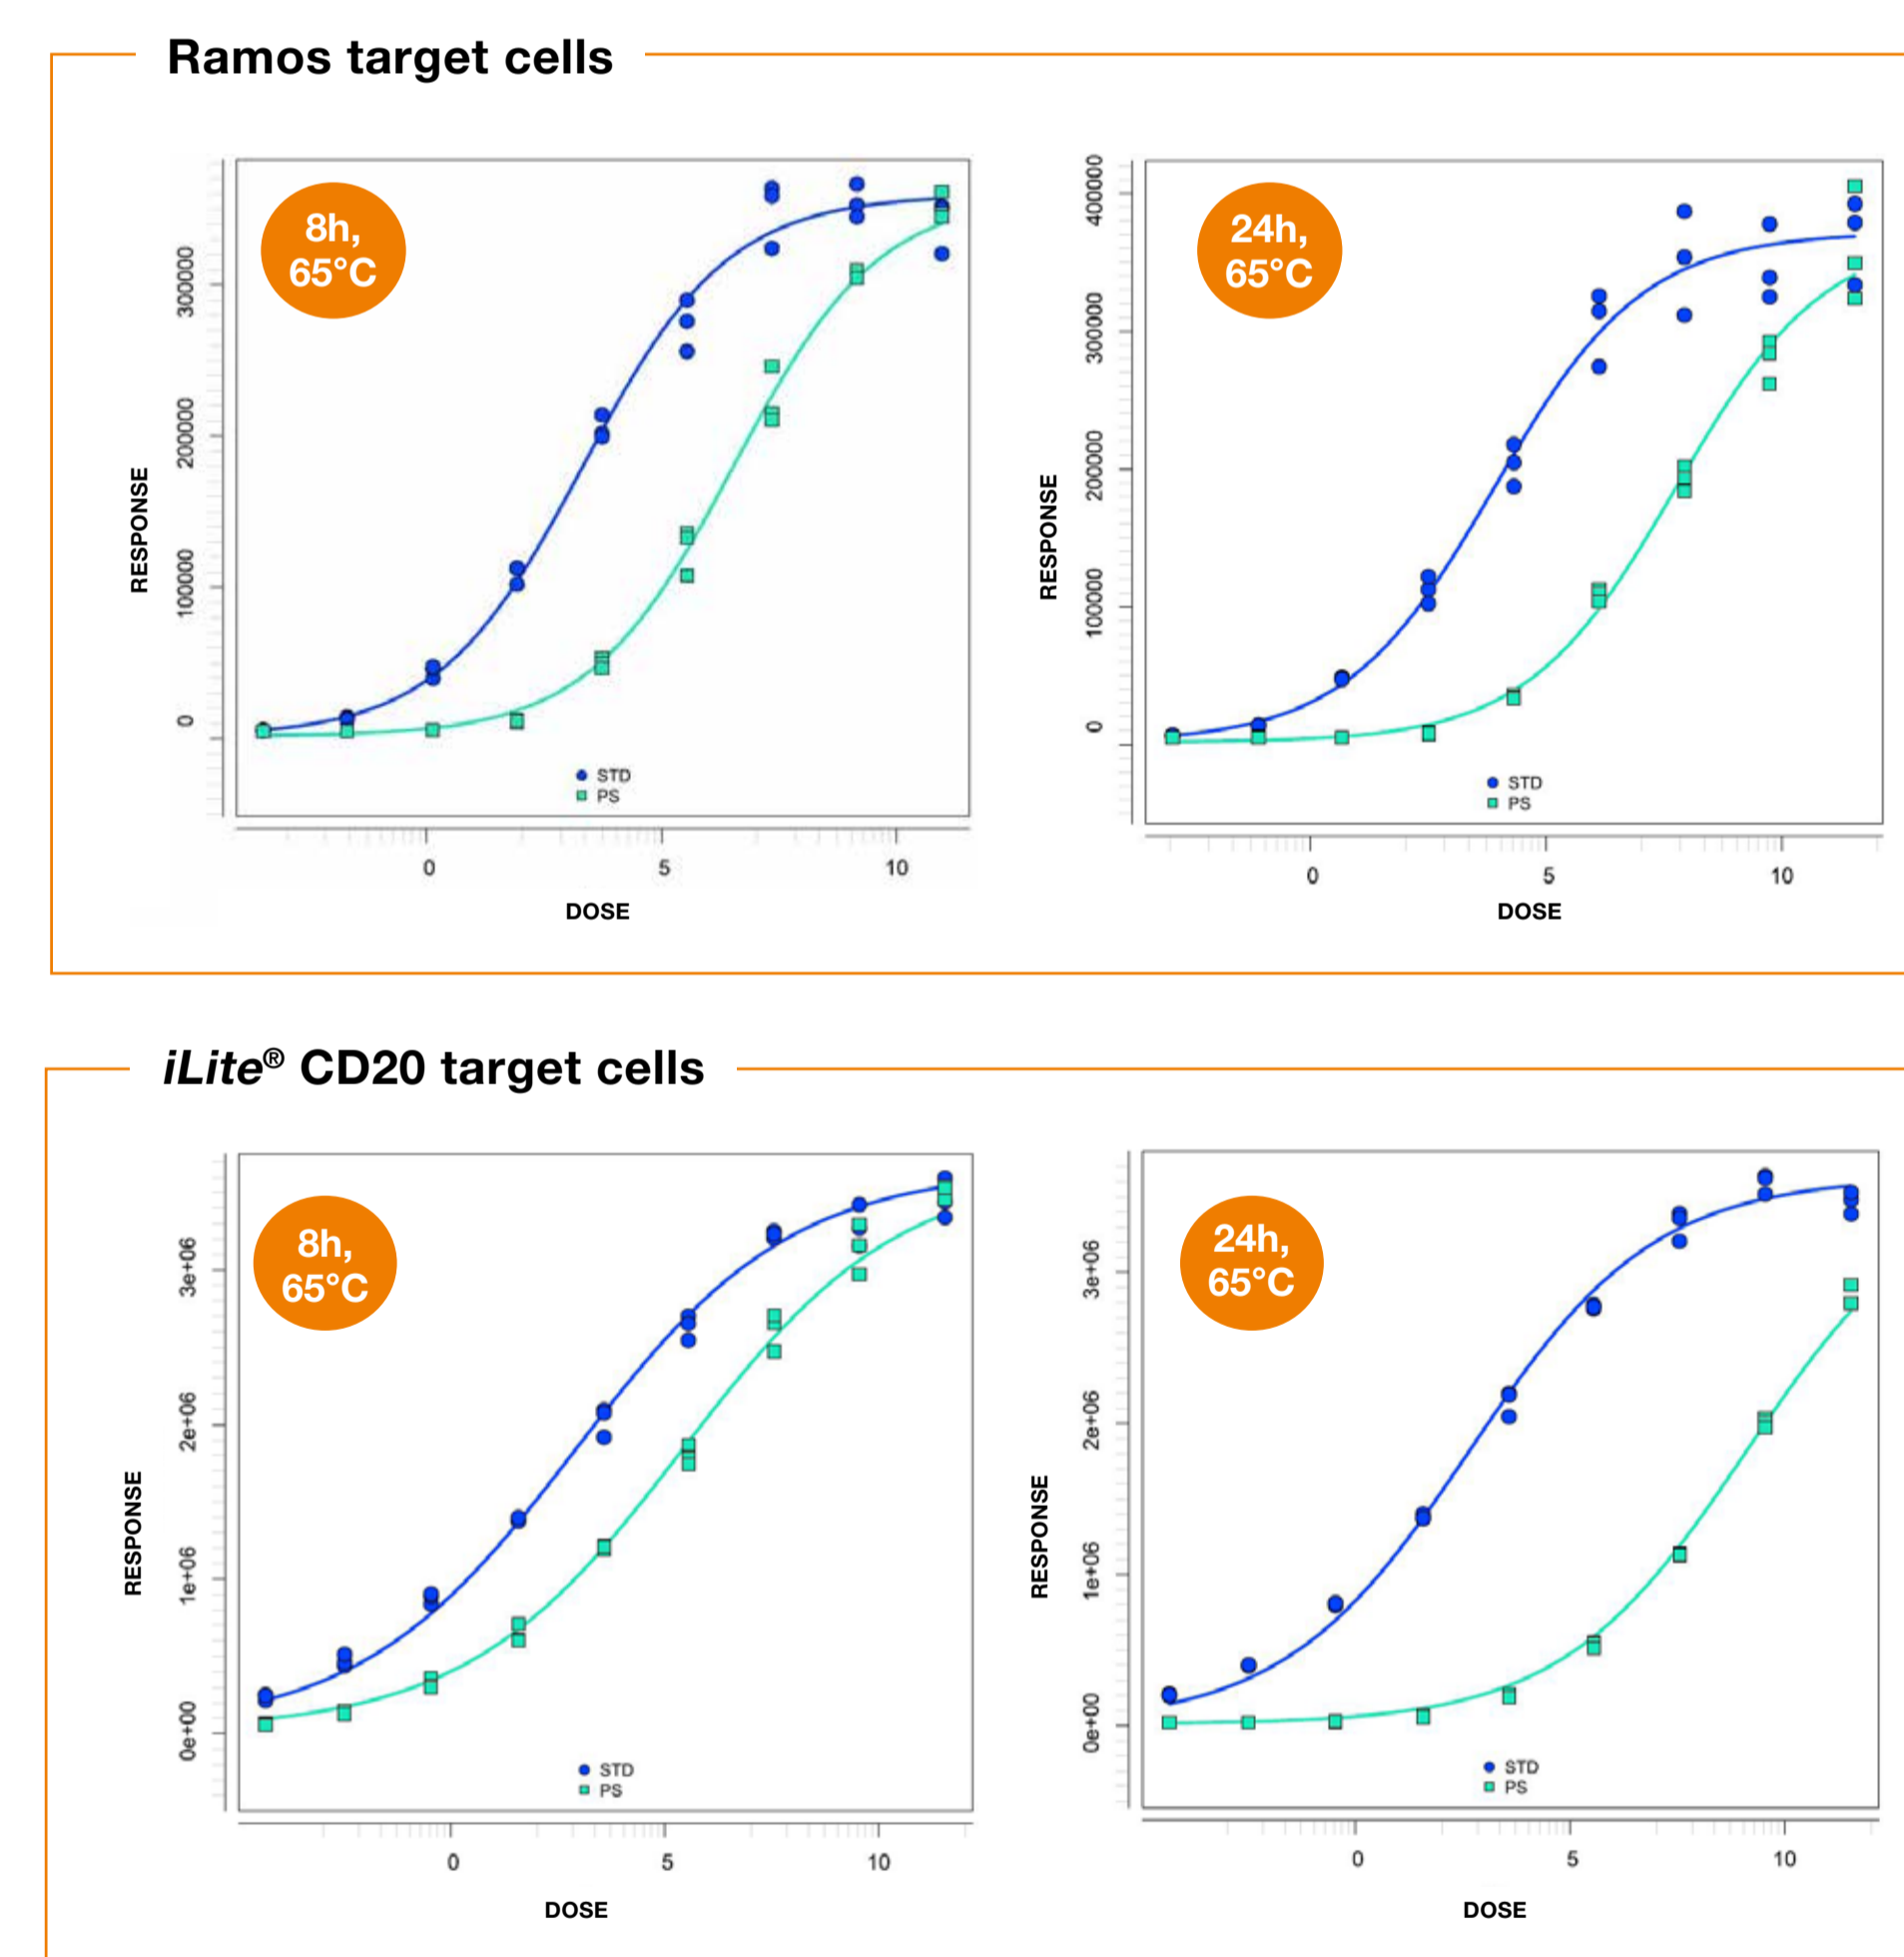 Ramos target cells
8h,
65°C
RESPONSE
300000
200000
100000
0
STD
PS
0 5 10
DOSE
24h,
65°C
RESPONSE
400000
300000
200000
100000
0
STD
PS
0 5 10
DOSE
iLite® CD20 target cells
8h,
65°C
RESPONSE
3e+06
2e+06
1e+06
0e+00
STD
PS
0 5 10
DOSE
24h,
65°C
RESPONSE
3e+06
2e+06
1e+06
0e+00
STD
PS
0 5 10
DOSE